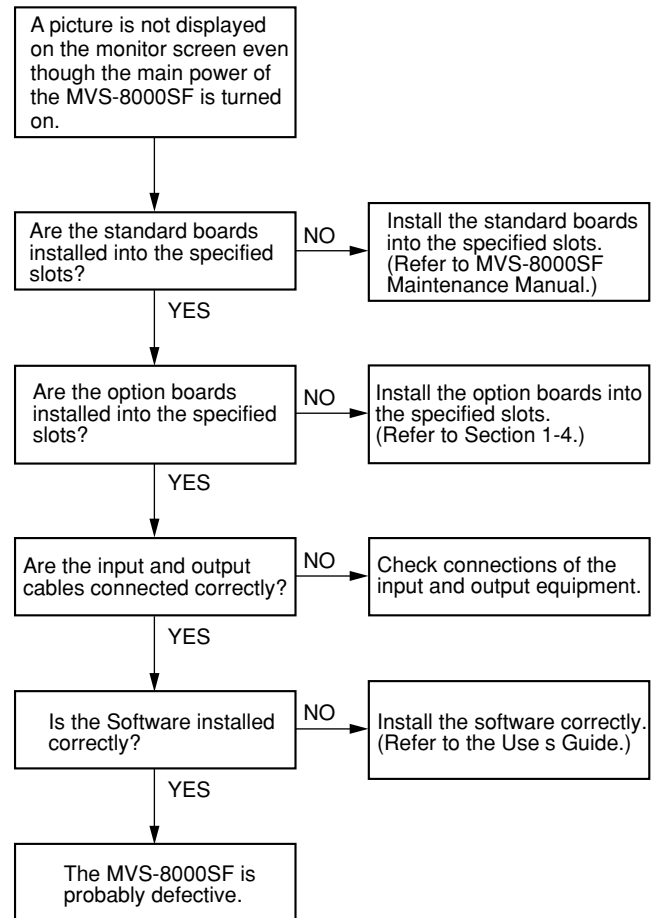 A picture is not displayed
on the monitor screen even
though the main power of
the MVS-8000SF is turned
on.
Are the standard boards
installed into the specified
slots?
NO
Install the standard boards
into the specified slots.
(Refer to MVS-8000SF
Maintenance Manual.)
YES
Are the option boards
installed into the specified
slots?
NO
Install the option boards into
the specified slots.
(Refer to Section 1-4.)
YES
Are the input and output
cables connected correctly?
NO
Check connections of the
input and output equipment.
YES
Is the Software installed
correctly?
NO
Install the software correctly.
(Refer to the Use s Guide.)
YES
The MVS-8000SF is
probably defective.